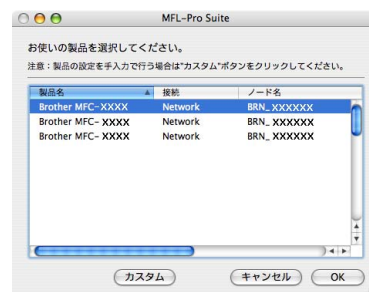 MFL-Pro Suite
お使いの製品を選択してください。
注意：製品の設定を手入力で行う場合は"カスタム"ボタンをクリックしてください。
製品名 接続 ノード名
Brother MFC-XXXX Network BRN_XXXXXX
Brother MFC- XXXX Network BRN_ XXXXXX
Brother MFC- XXXX Network BRN_ XXXXXX
カスタム キャンセル OK